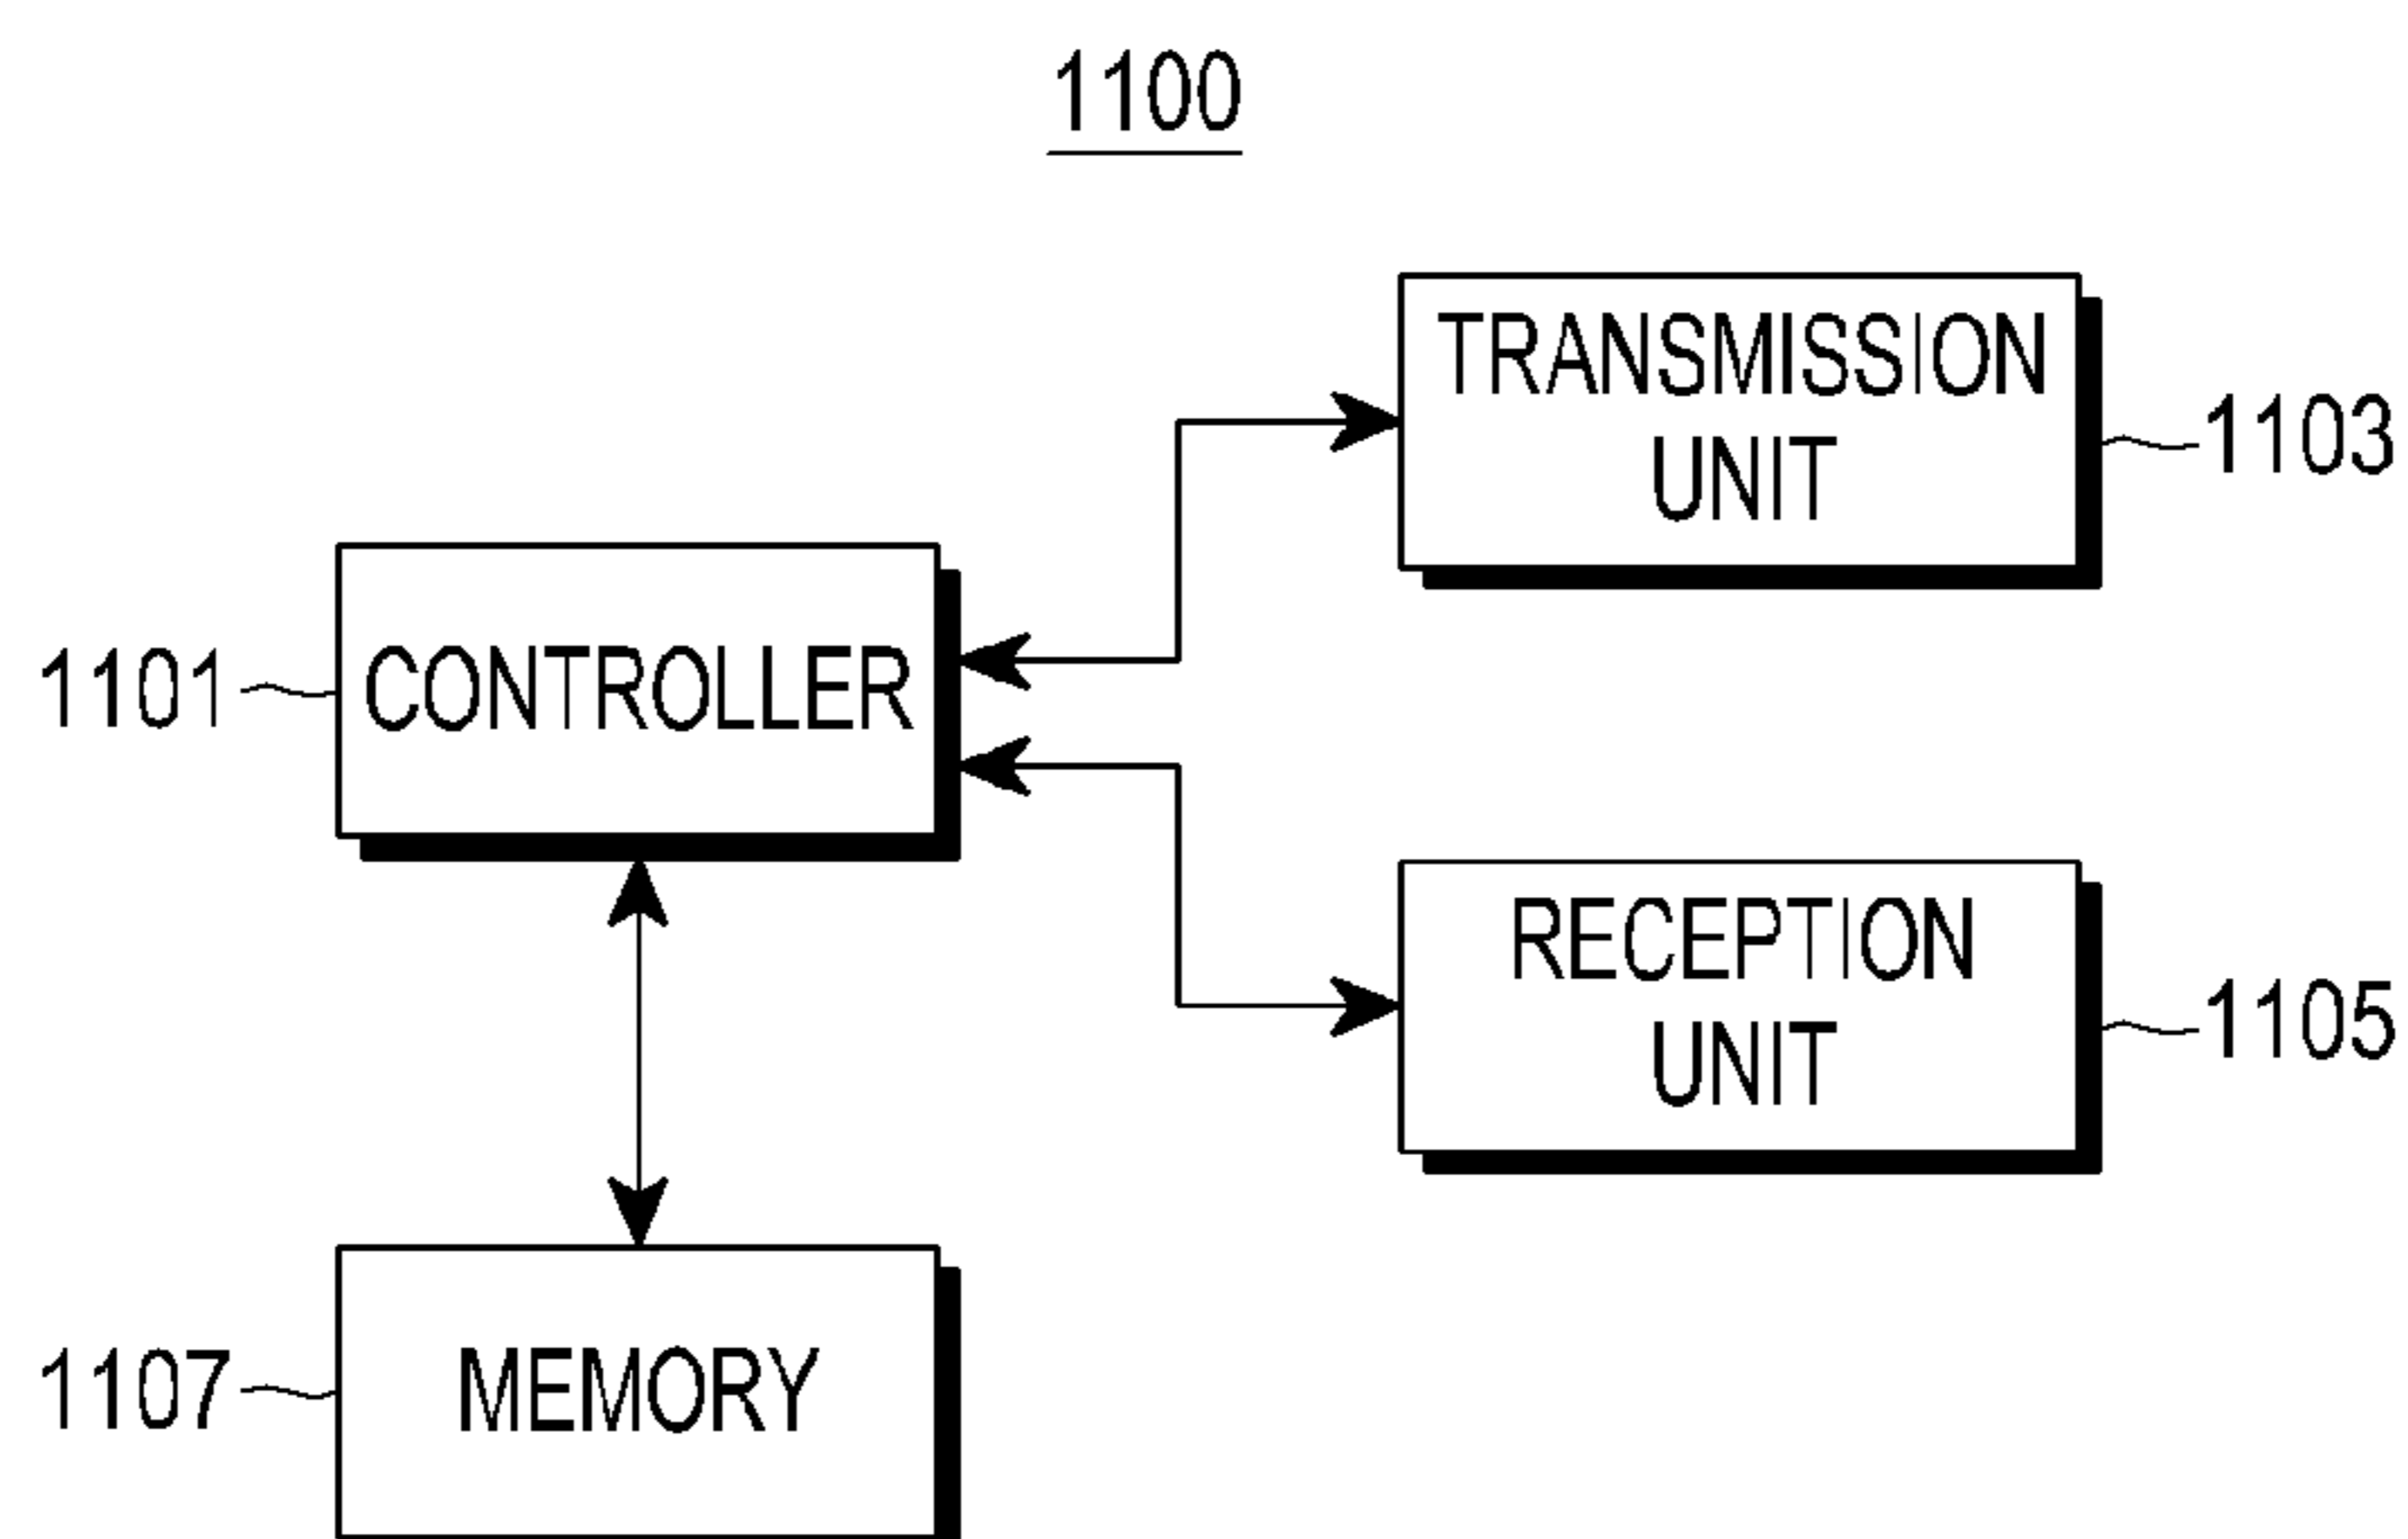 1100
TRANSMISSION
UNIT
1103
1101
CONTROLLER
RECEPTION
UNIT
1105
1107
MEMORY